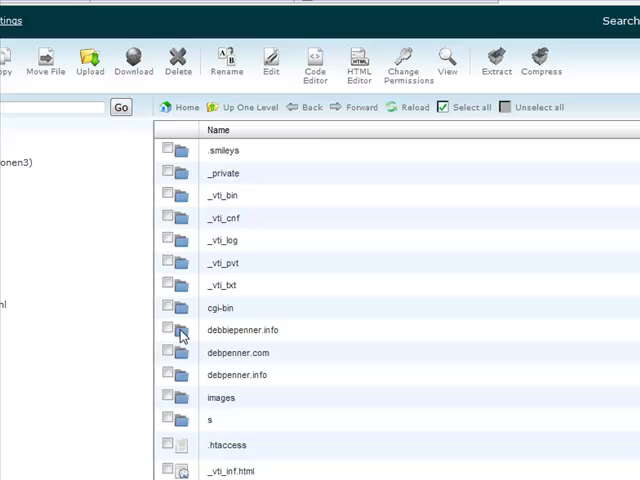 ttings
Search
opy
Move File
Upload
Download
Delete
Rename
Edit
Code
Editor
HTML
Editor
Change
Permissions
View
Extract
Compress
Go
Home
Up One Level
Back
Forward
Reload
Select all
Unselect all
Name
onen3)
.smileys
_private
_vti_bin
_vti_cnf
_vti_log
_vti_pvt
_vti_txt
ml
cgi-bin
debbiepenner.info
debpenner.com
debpenner.info
images
s
.htaccess
_vti_inf.html